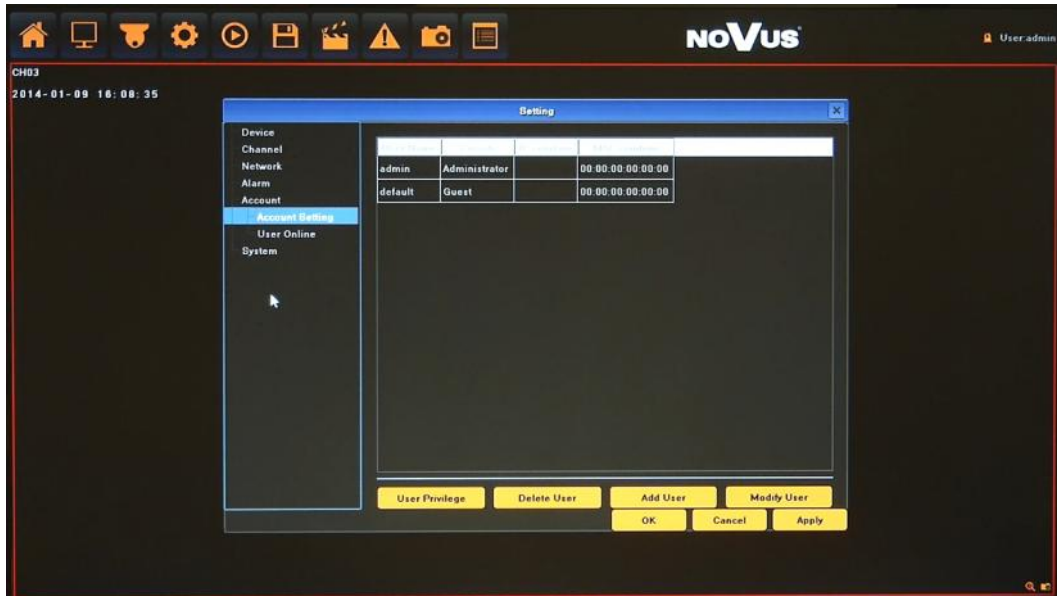 NOVUS
User:admin
CH03
2014-01-09 16:08:35
Setting
Device
Channel
Network
Alarm
Account
Account Setting
User Online
System
admin Administrator 00:00:00:00:00:00
default Guest 00:00:00:00:00:00
User Privilege Delete User Add User Modify User
OK Cancel Apply